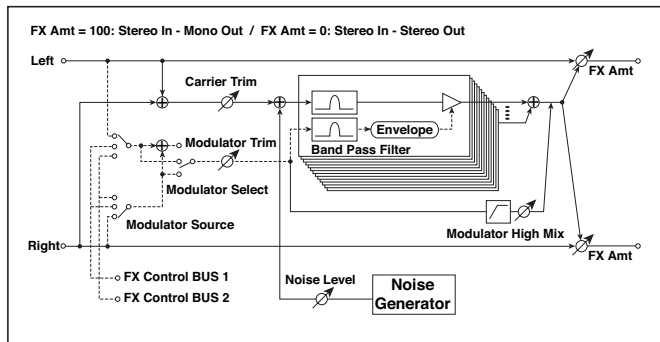 FX Amt = 100: Stereo In - Mono Out / FX Amt = 0: Stereo In - Stereo Out
Left
FX Amt
Carrier Trim
Envelope
Band Pass Filter
Modulator Trim
Modulator Select
Modulator Source
Modulator High Mix
Right
FX Amt
FX Control BUS 1
FX Control BUS 2
Noise Level
Noise
Generator